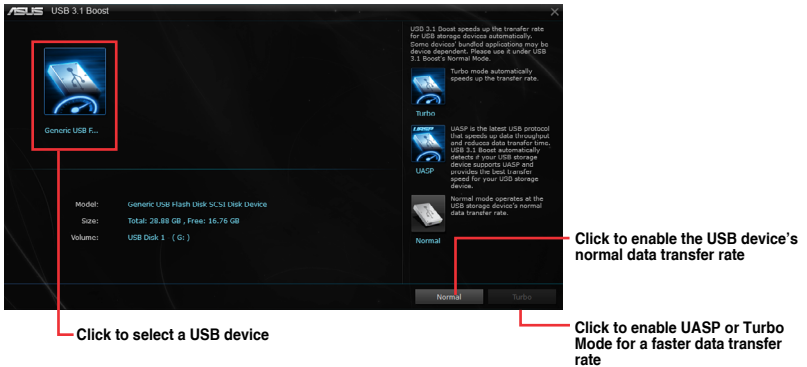 ASUS USB 3.1 Boost
USB 3.1 Boost speeds up the transfer rate
for USB storage devices automatically.
Some devices' bundled applications may be
device dependent. Please use it under USB
3.1 Boost's Normal Mode.
Turbo mode automatically
speeds up the transfer rate.
Turbo
Generic USB F...
UASP
UASP is the latest USB protocol
that speeds up data throughput
and reduces data transfer time.
USB 3.1 Boost automatically
detects if your USB storage
device supports UASP and
provides the best transfer
speed for your USB storage
device.
UASP
Normal mode operates at the
USB storage device's normal
data transfer rate.
Normal
Model: Generic USB Flash Disk SCSI Disk Device
Size: Total: 28.88 GB , Free: 16.76 GB
Volume: USB Disk 1 ( G: )
Normal Turbo
Click to enable the USB device's
normal data transfer rate
Click to select a USB device
Click to enable UASP or Turbo
Mode for a faster data transfer
rate